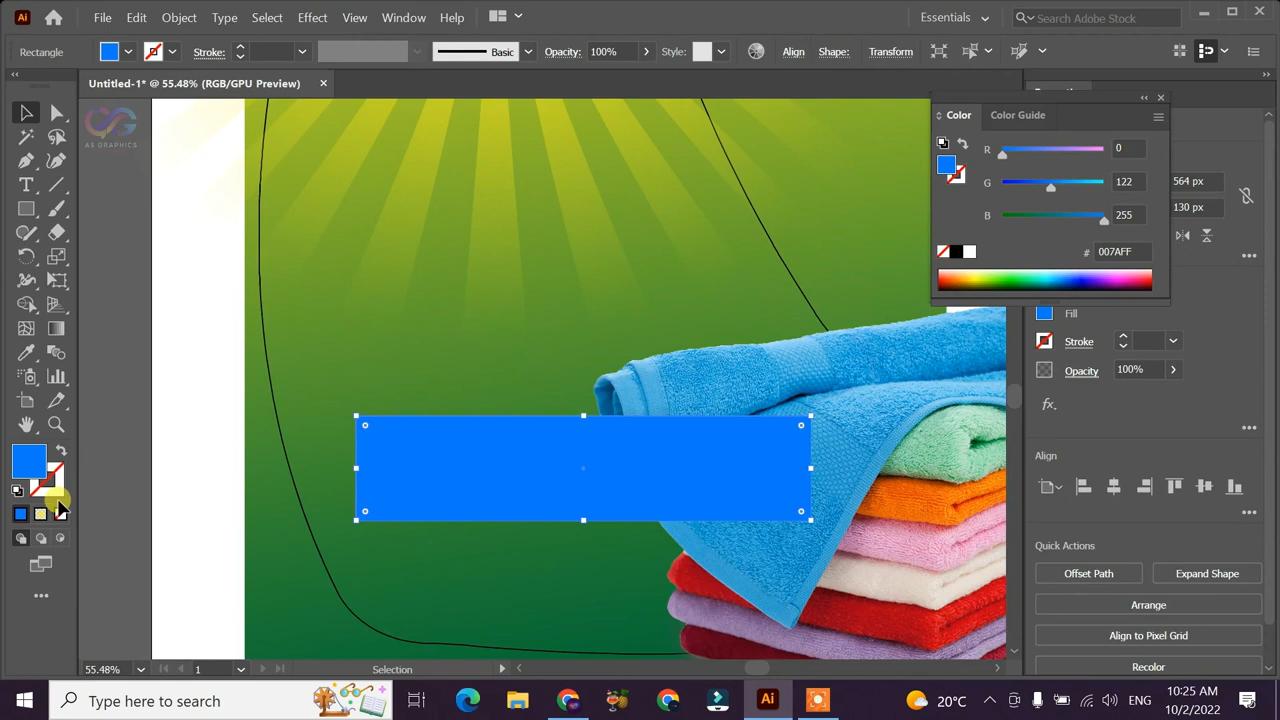 Ai File Edit Object Type Select Effect View Window Help Essentials Search Adobe Stock
Rectangle Stroke: Basic Opacity: 100% Style: Align Shape: Transform
Untitled-1* @ 55.48% (RGB/GPU Preview)
AS GRAPHICS
Color Color Guide
R 0
G 122
B 255
# 007AFF
564 px
130 px
Fill
Stroke
Opacity 100%
fx.
Align
Quick Actions
Offset Path Expand Shape
Arrange
Align to Pixel Grid
Recolor
55.48% 1 Selection
Type here to search Ai 20°C ENG 10:25 AM
10/2/2022